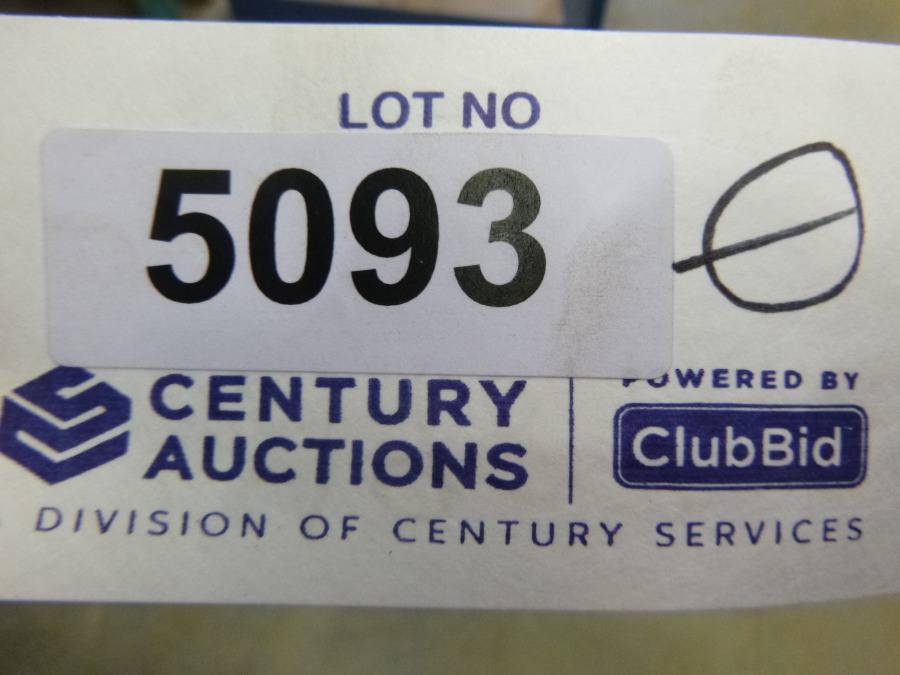 LOT NO
5093
CENTURY
AUCTIONS
POWERED BY
ClubBid
DIVISION OF CENTURY SERVICES